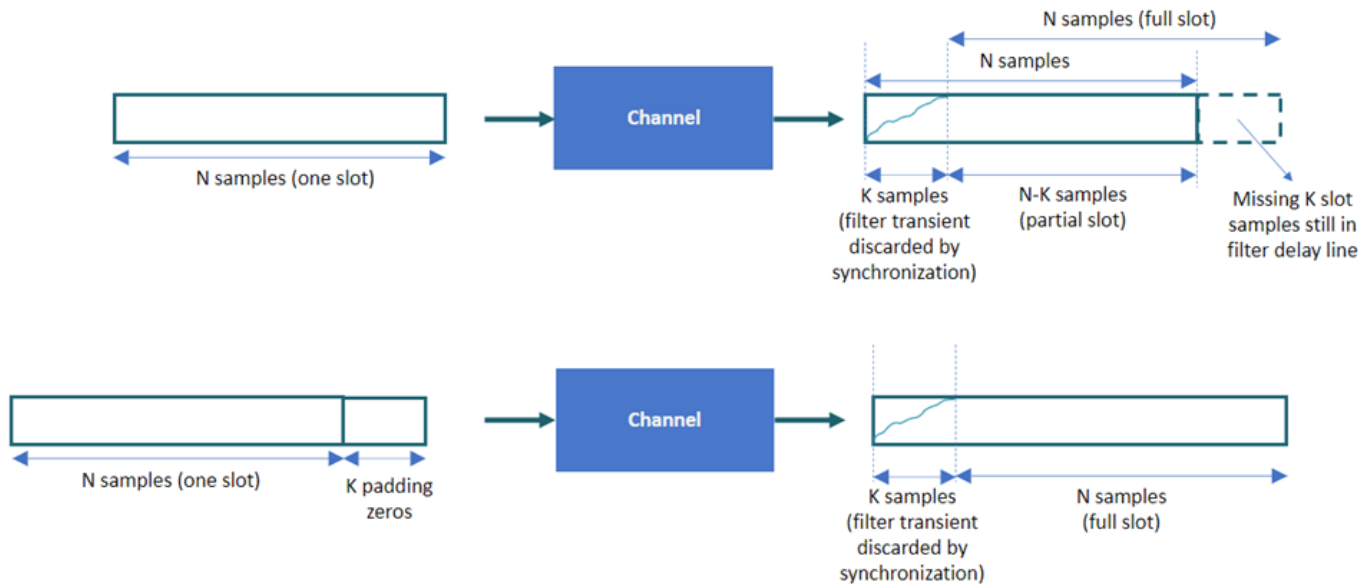 N samples (full slot)
N samples
Channel
N samples (one slot)
K samples
(filter transient
discarded by
synchronization)
N-K samples
(partial slot)
Missing K slot
samples still in
filter delay line
Channel
N samples (one slot)
K padding
zeros
K samples
(filter transient
discarded by
synchronization)
N samples
(full slot)